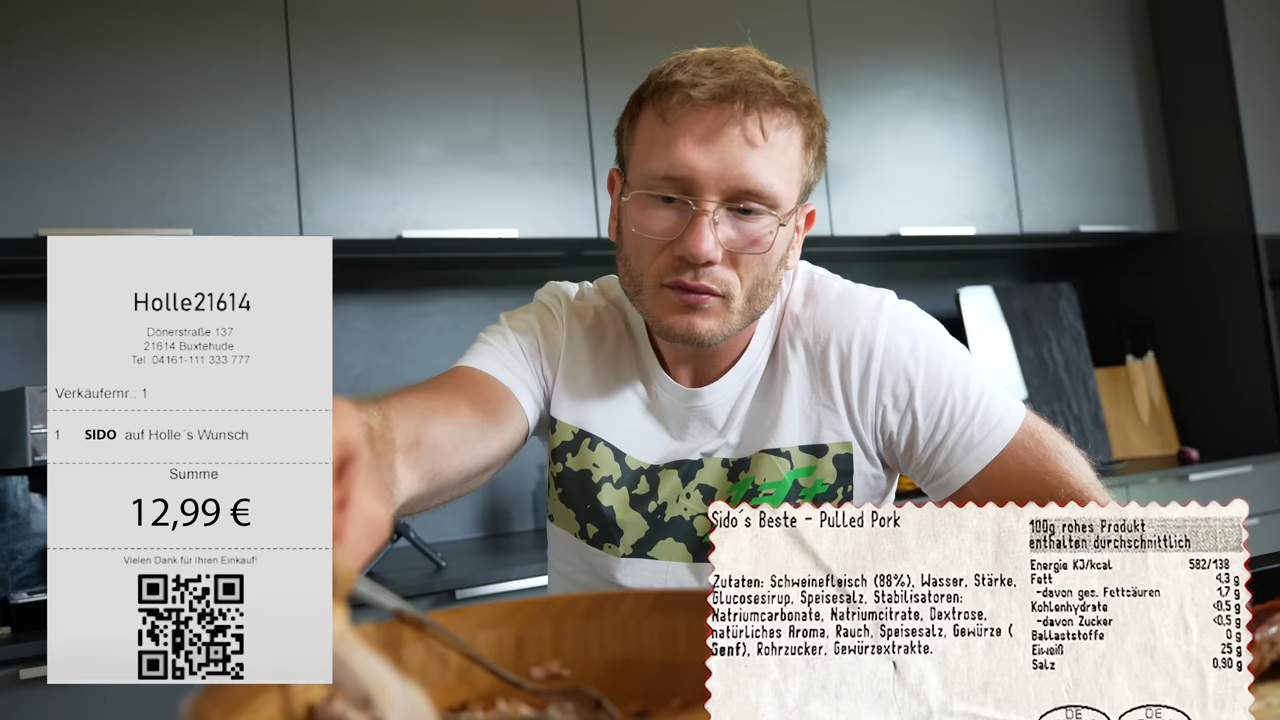 Holle21614
Dönerstraße 137
21614 Buxtehude
Tel 04161-111 333 777
Verkäufernr.: 1
1 SIDO auf Holle´s Wunsch
Summe
12,99 €
Vielen Dank für Ihren Einkauf!
13+
Sido´s Beste - Pulled Pork
Zutaten: Schweinefleisch (88%), Wasser, Stärke,
Glucosesirup, Speisesalz, Stabilisatoren:
Natriumcarbonate, Natriumcitrate, Dextrose,
natürliches Aroma, Rauch, Speisesalz, Gewürze (
Senf), Rohrzucker, Gewürzextrakte.
100g rohes Produkt
enthalten durchschnittlich
Energie KJ/kcal 582/138
Fett 4,3 g
-davon ges. Fettsäuren 1,7 g
Kohlenhydrate <0,5 g
-davon Zucker <0,5 g
Ballaststoffe 0 g
Eiweiß 25 g
Salz 0,90 g
DE DE